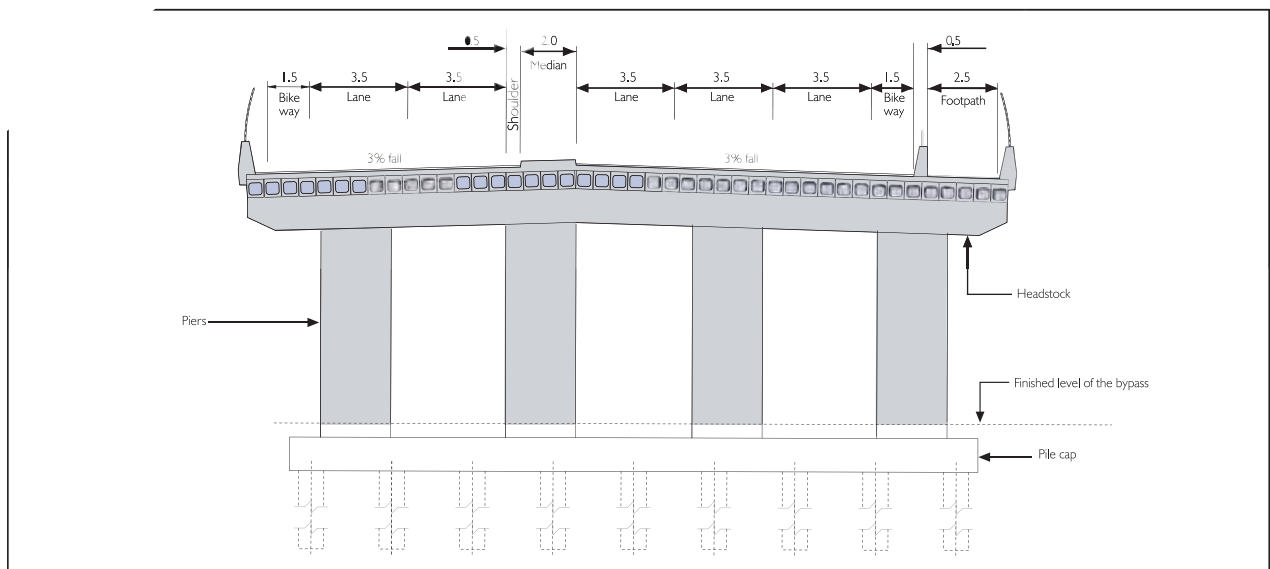 0.5
2.0
0.5
Median
1.5
3.5
3.5
3.5
3.5
3.5
1.5
2.5
Bike
way
Lane
Lane
Shoulder
Lane
Lane
Lane
Bike
way
Footpath
3% fall
3% fall
Headstock
Piers
Finished level of the bypass
Pile cap